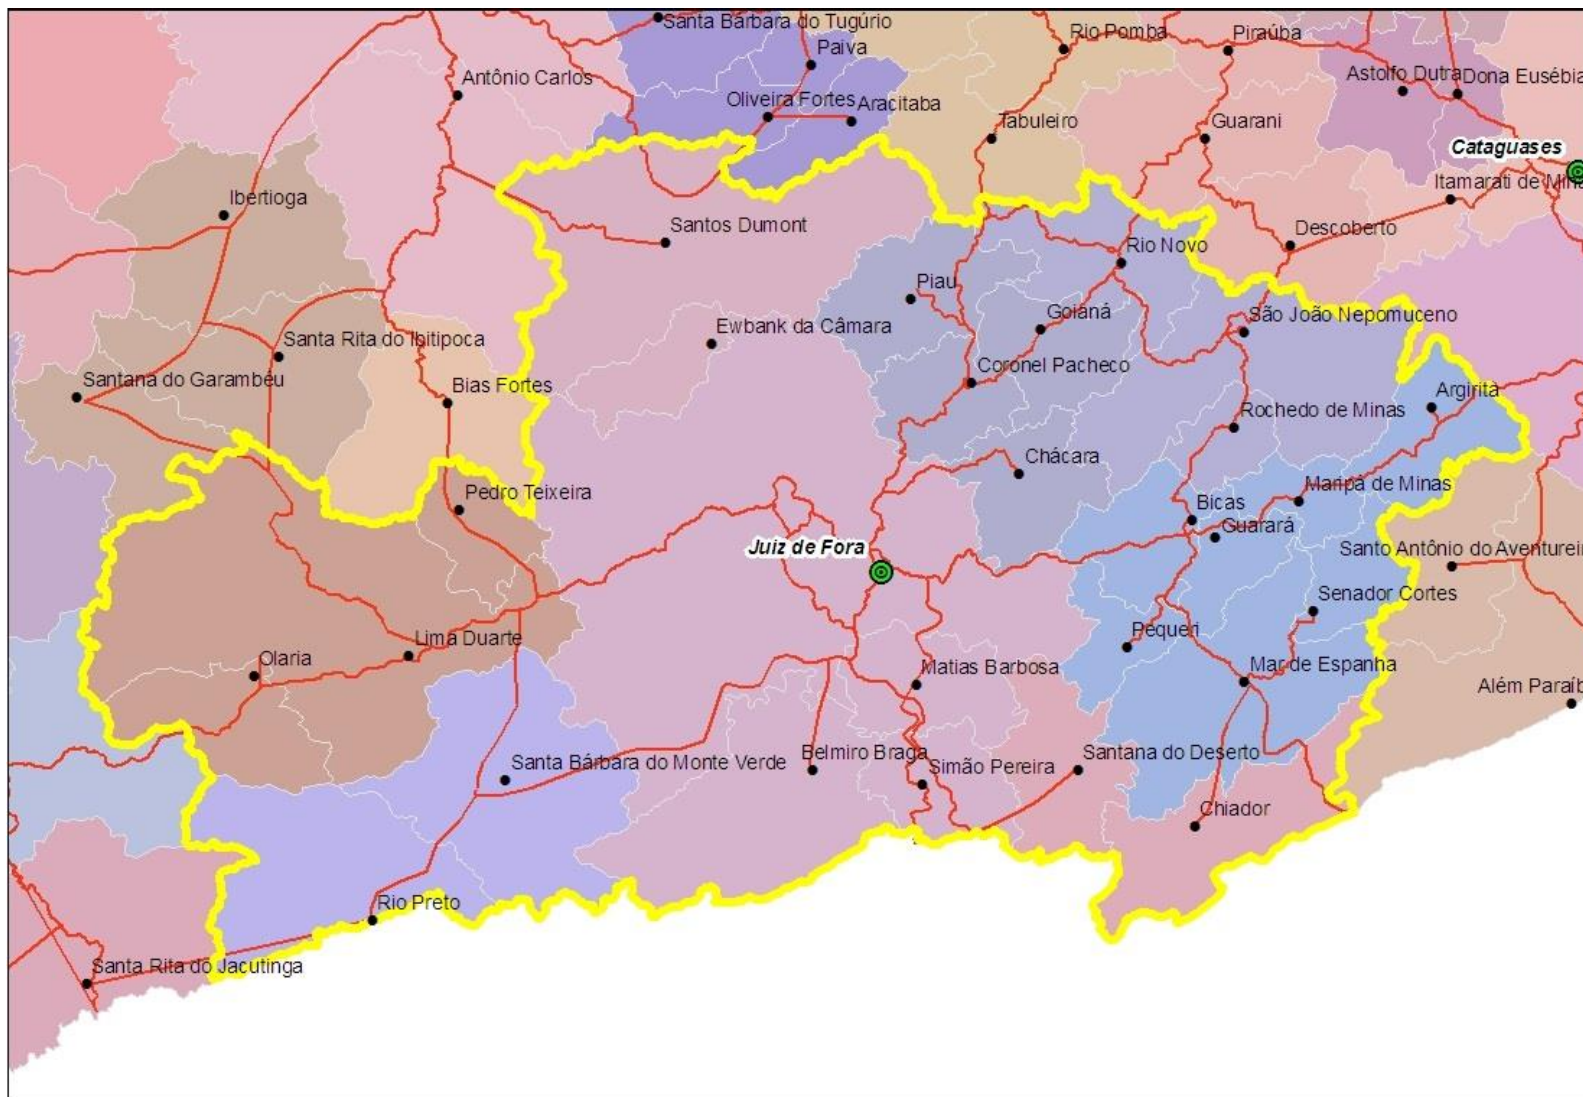 Santa Bárbara do Tugúrio
Rio Pomba
Piraúba
Paiva
Antônio Carlos
Astolfo Dutra
Dona Eusébia
Oliveira Fortes
Aracitaba
Tabuleiro
Guarani
Cataguases
Itamarati de Mina
Ibertioga
Santos Dumont
Descoberto
Rio Novo
Piau
Goianá
São João Nepomuceno
Ewbank da Câmara
Santa Rita do Ibitipoca
Coronel Pacheco
Santana do Garambéu
Bias Fortes
Argirita
Rochedo de Minas
Chácara
Maripá de Minas
Pedro Teixeira
Bicas
Guarará
Juiz de Fora
Santo Antônio do Aventureir
Senador Cortes
Pequeri
Lima Duarte
Olaria
Matias Barbosa
Mar de Espanha
Além Paraíb
Santa Bárbara do Monte Verde
Belmiro Braga
Santana do Deserto
Simão Pereira
Chiador
Rio Preto
Santa Rita do Jacutinga